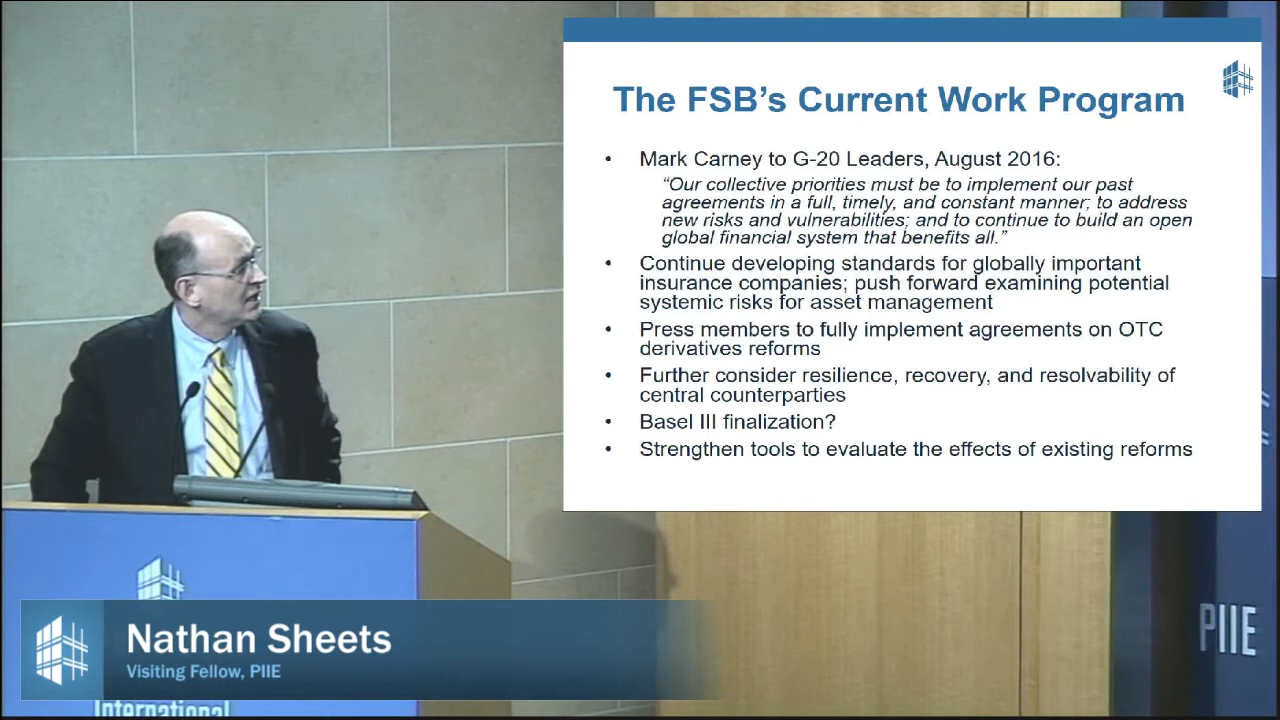 The FSB's Current Work Program
• Mark Carney to G-20 Leaders, August 2016:
“Our collective priorities must be to implement our past
agreements in a full, timely, and constant manner; to address
new risks and vulnerabilities; and to continue to build an open
global financial system that benefits all.”
• Continue developing standards for globally important
insurance companies; push forward examining potential
systemic risks for asset management
• Press members to fully implement agreements on OTC
derivatives reforms
• Further consider resilience, recovery, and resolvability of
central counterparties
• Basel III finalization?
• Strengthen tools to evaluate the effects of existing reforms
Nathan Sheets
Visiting Fellow, PIIE
International
PIIE